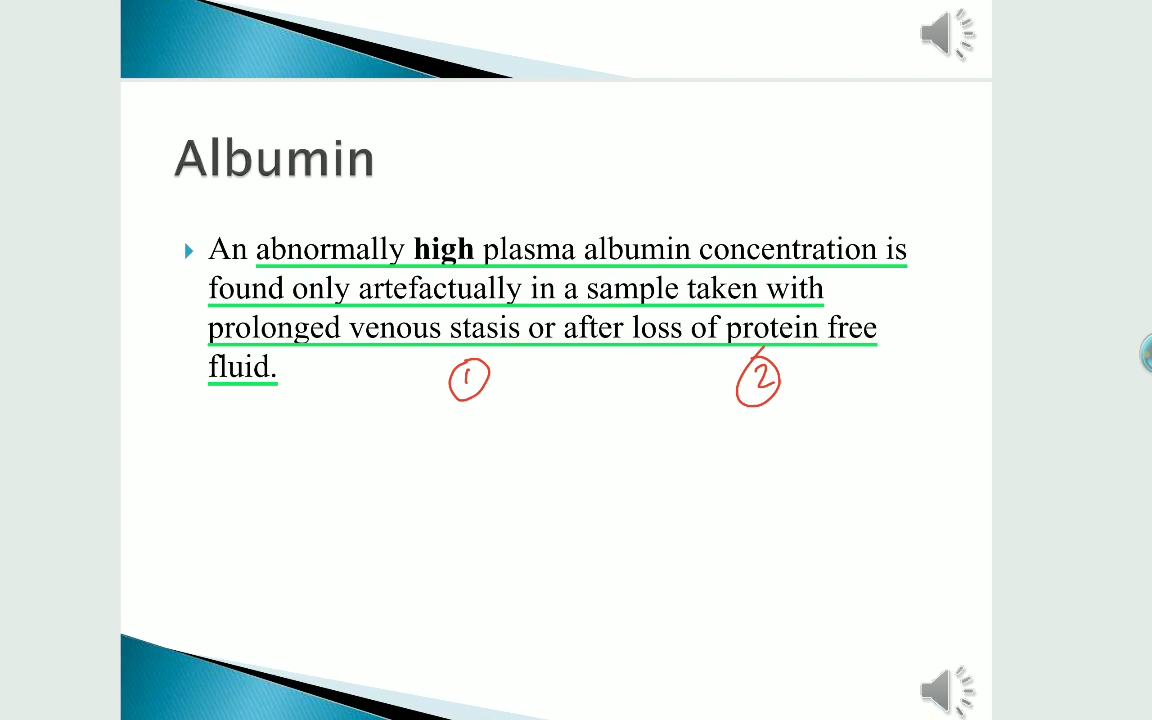 Albumin
An abnormally high plasma albumin concentration is
found only artefactually in a sample taken with
prolonged venous stasis or after loss of protein free
fluid.
1
2